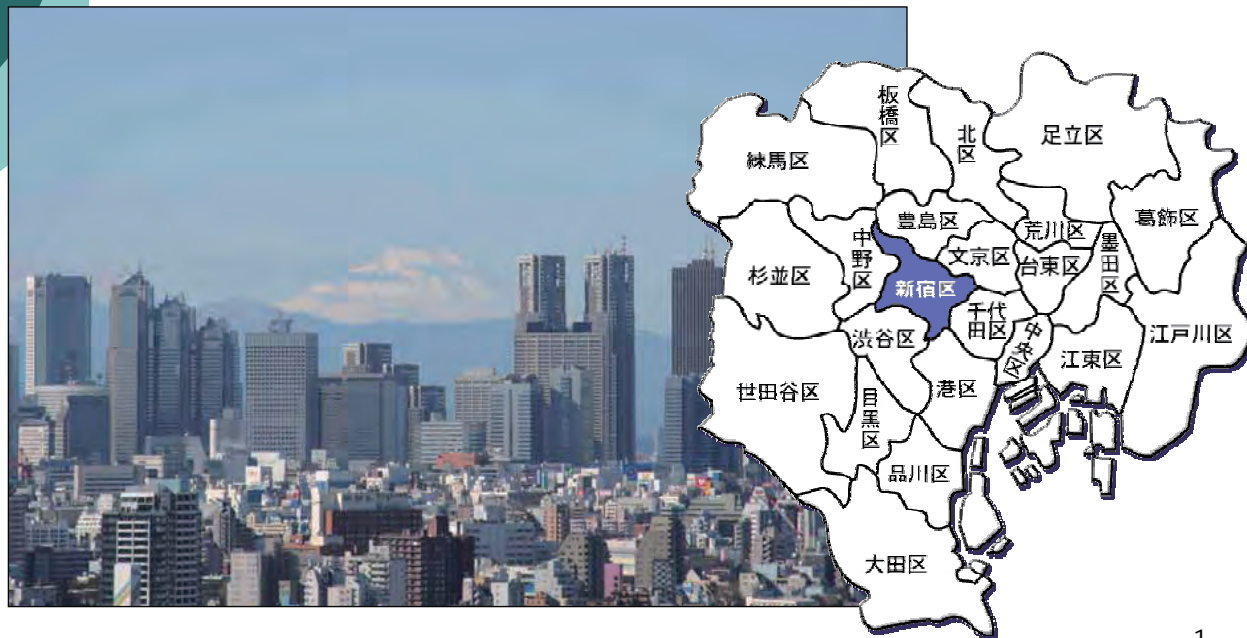 板橋区
北区
足立区
練馬区
葛飾区
豊島区
荒川区
中野区
文京区
台東区
墨田区
杉並区
新宿区
千代
田区
江戸川区
渋谷区
中央区
江東区
世田谷区
目黒区
港区
品川区
大田区
1